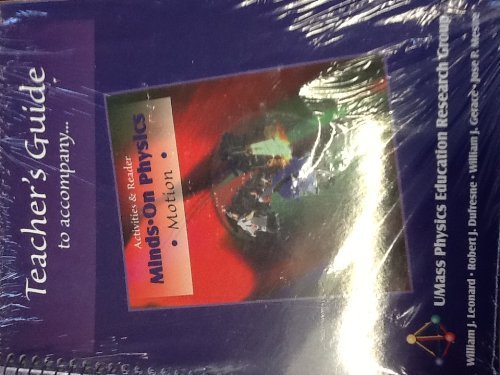 Teacher's Guide
to accompany...
Activities & Reader
Minds•On Physics
• Motion •
UMass Physics Education Research Group
William J. Leonard • Robert J. Dufresne • William J. Gerace • Jose P. Mestre